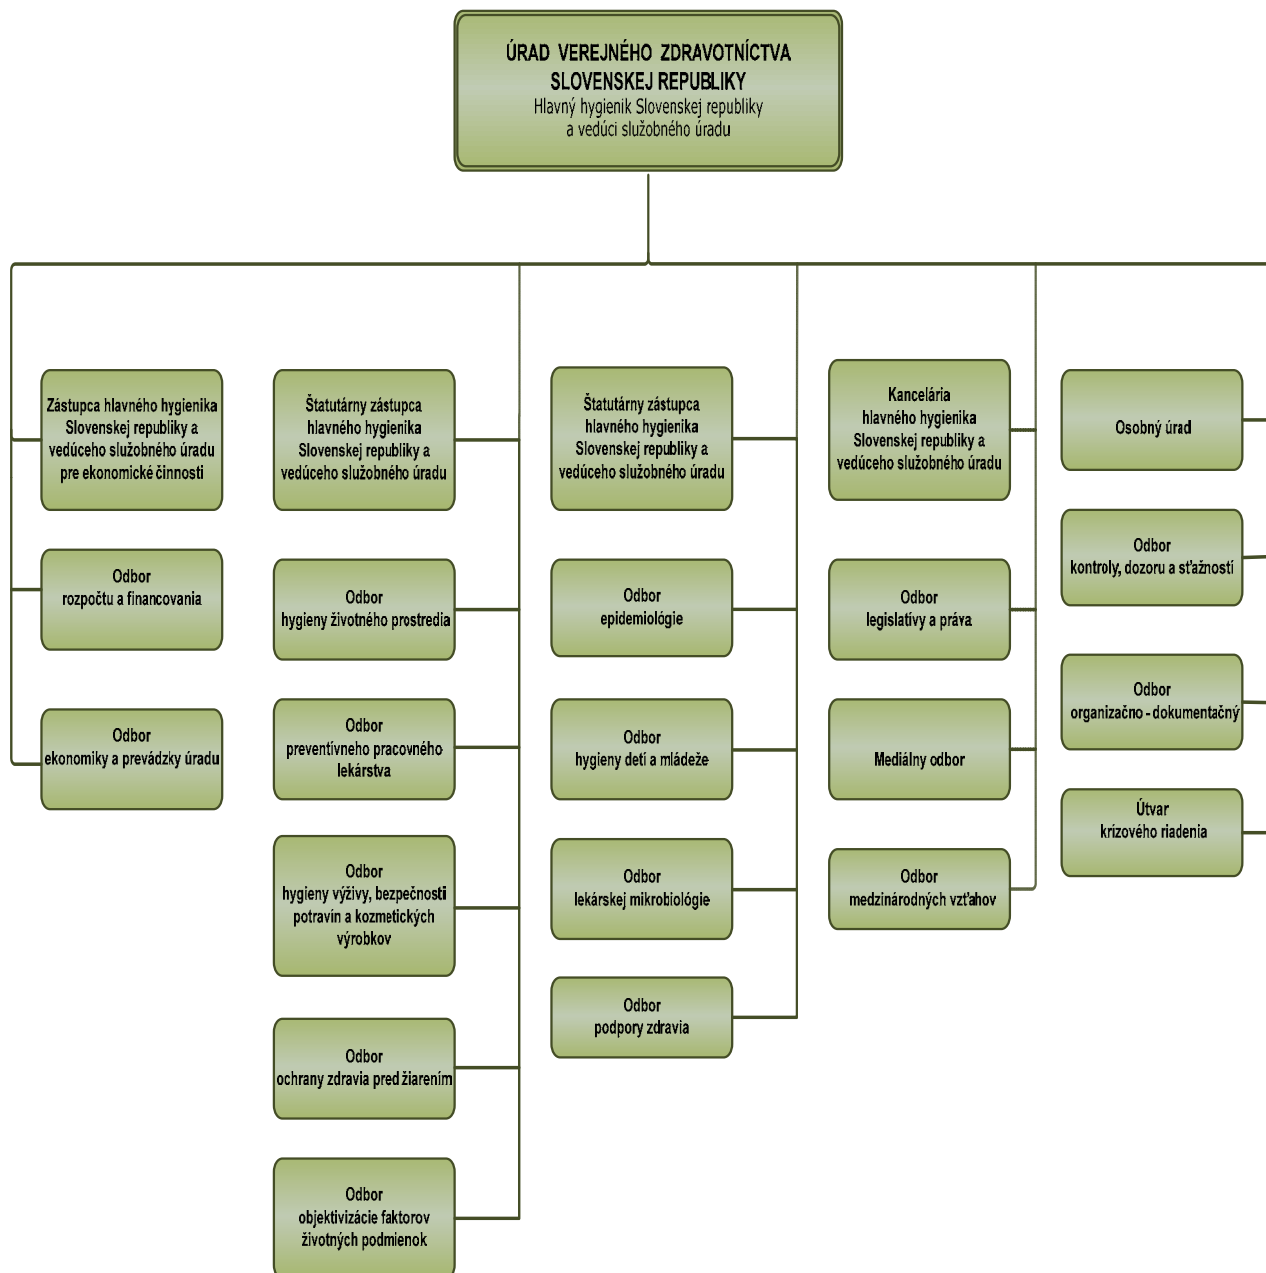 ÚRAD VEREJNÉHO ZDRAVOTNÍCTVA
SLOVENSKEJ REPUBLIKY
Hlavný hygienik Slovenskej republiky
a vedúci služobného úradu
Zástupca hlavného hygienika
Slovenskej republiky a
vedúceho služobného úradu
pre ekonomické činnosti
Odbor
rozpočtu a financovania
Odbor
ekonomiky a prevádzky úradu
Štatutárny zástupca
hlavného hygienika
Slovenskej republiky a
vedúceho služobného úradu
Odbor
hygieny životného prostredia
Odbor
preventívneho pracovného
lekárstva
Odbor
hygieny výživy, bezpečnosti
potravín a kozmetických
výrobkov
Odbor
ochrany zdravia pred žiarením
Odbor
objektivizácie faktorov
životných podmienok
Štatutárny zástupca
hlavného hygienika
Slovenskej republiky a
vedúceho služobného úradu
Odbor
epidemiológie
Odbor
hygieny detí a mládeže
Odbor
lekárskej mikrobiológie
Odbor
podpory zdravia
Kancelária
hlavného hygienika
Slovenskej republiky a
vedúceho služobného úradu
Odbor
legislatívy a práva
Mediálny odbor
Odbor
medzinárodných vzťahov
Osobný úrad
Odbor
kontroly, dozoru a sťažností
Odbor
organizačno - dokumentačný
Útvar
krízového riadenia